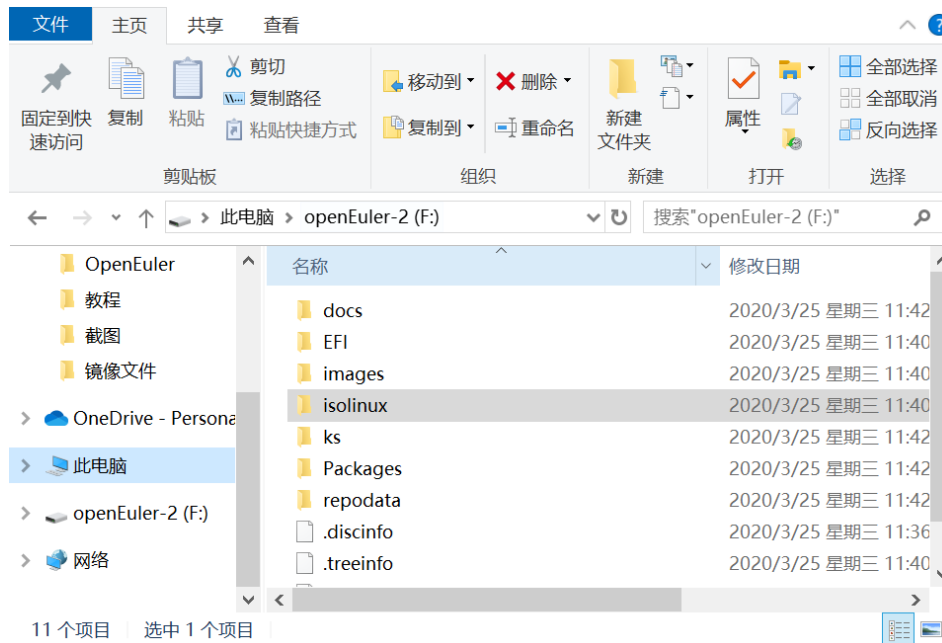 文件 主页 共享 查看
固定到快速访问
复制
粘贴
剪切
复制路径
粘贴快捷方式
剪贴板
移动到
复制到
删除
重命名
组织
新建
文件夹
新建
属性
打开
全部选择
全部取消
反向选择
选择
此电脑 > openEuler-2 (F:)
搜索"openEuler-2 (F:)"
OpenEuler
教程
截图
镜像文件
OneDrive - Persona
此电脑
openEuler-2 (F:)
网络
名称 修改日期
docs 2020/3/25 星期三 11:42
EFI 2020/3/25 星期三 11:40
images 2020/3/25 星期三 11:40
isolinux 2020/3/25 星期三 11:40
ks 2020/3/25 星期三 11:42
Packages 2020/3/25 星期三 11:42
repodata 2020/3/25 星期三 11:42
.discinfo 2020/3/25 星期三 11:36
.treeinfo 2020/3/25 星期三 11:40
11 个项目 选中 1 个项目